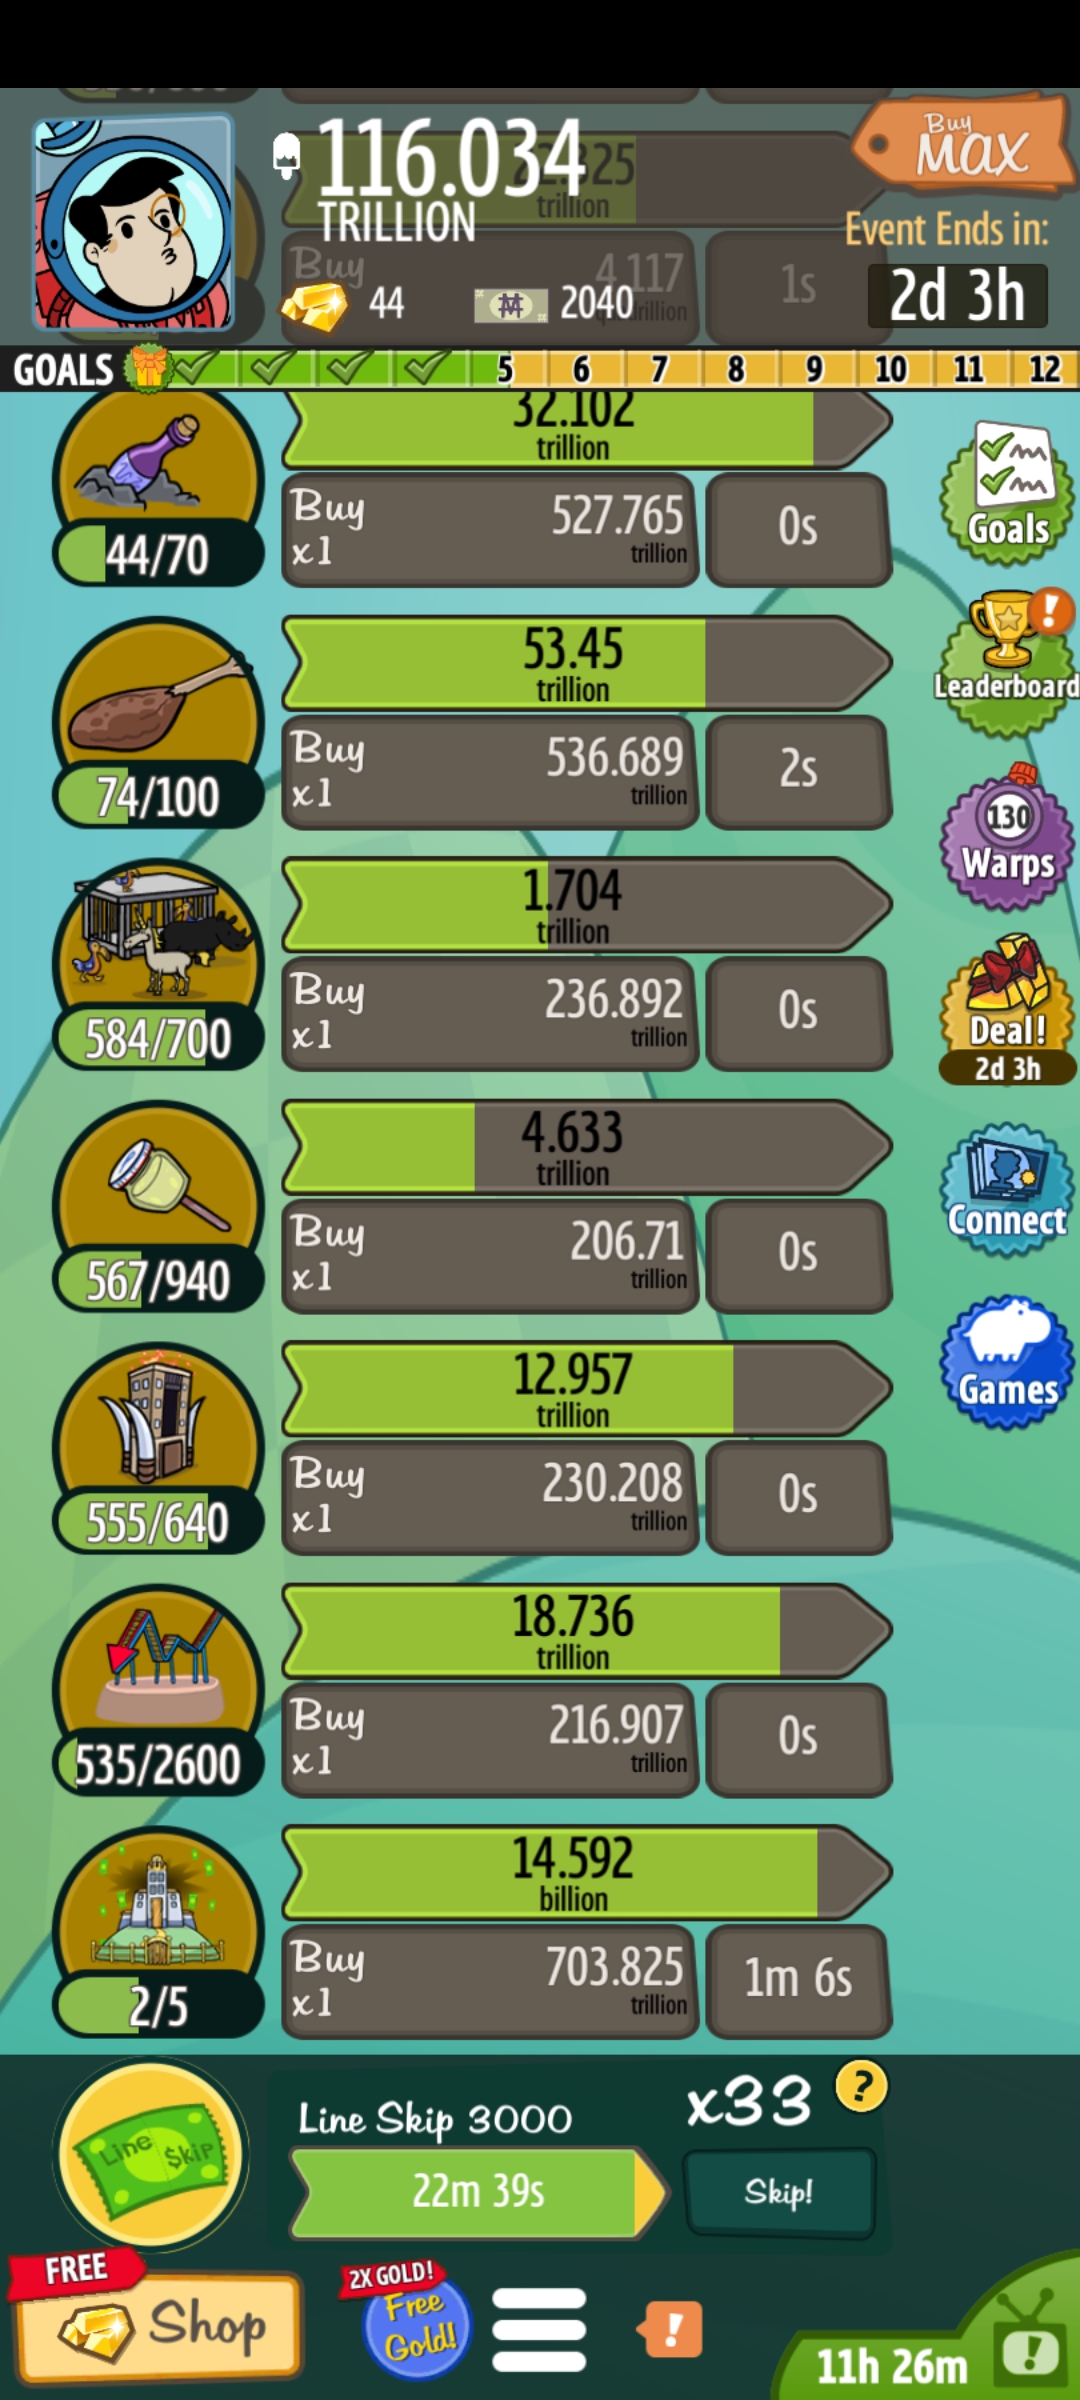 Buy
MAX
116.034
TRILLION
trillion
Event Ends in:
2d 3h
Buy
4.117
1s
44
2040
GOALS 5 6 7 8 9 10 11 12
32.102
trillion
Buy
x1
527.765
trillion
0s
44/70
Goals
53.45
trillion
Buy
x1
536.689
trillion
2s
74/100
Leaderboard
1.704
trillion
Buy
x1
236.892
trillion
0s
584/700
130
Warps
Deal!
2d 3h
4.633
trillion
Buy
x1
206.71
trillion
0s
567/940
Connect
12.957
trillion
Buy
x1
230.208
trillion
0s
555/640
Games
18.736
trillion
Buy
x1
216.907
trillion
0s
535/2600
14.592
billion
Buy
x1
703.825
trillion
1m 6s
2/5
Line $kip
Line Skip 3000
x33
?
22m 39s
Skip!
FREE
Shop
2X GOLD!
Free
Gold!
!
11h 26m
!